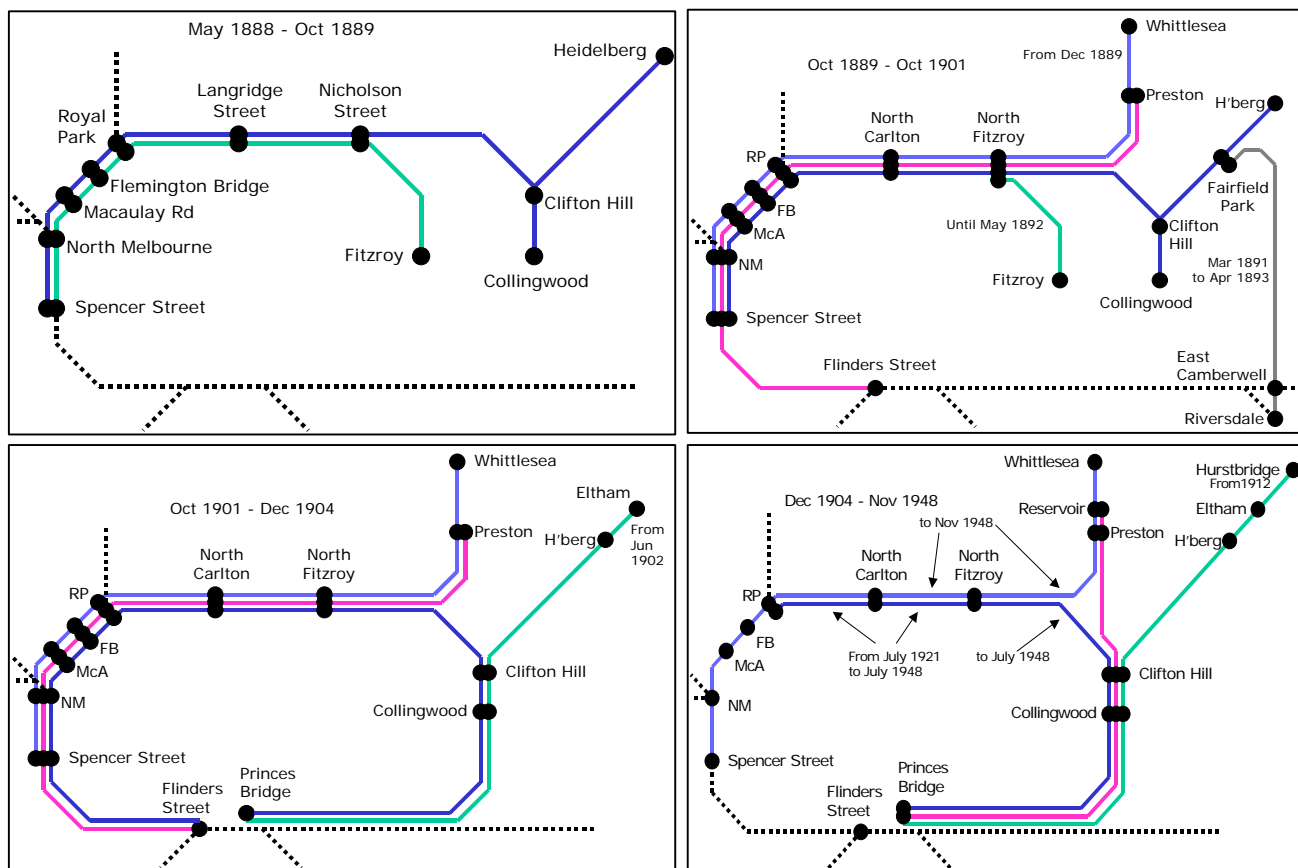 May 1888 - Oct 1889
Heidelberg
Langridge
Street
Nicholson
Street
Royal
Park
Flemington Bridge
Macaulay Rd
North Melbourne
Clifton Hill
Fitzroy
Collingwood
Spencer Street
Oct 1889 - Oct 1901
Whittlesea
From Dec 1889
Preston
H'berg
North
Carlton
North
Fitzroy
RP
Fairfield
Park
FB
McA
Until May 1892
Clifton
Hill
NM
Mar 1891
to Apr 1893
Fitzroy
Collingwood
Spencer Street
Flinders Street
East
Camberwell
Riversdale
Oct 1901 - Dec 1904
Whittlesea
Eltham
Preston
H'berg
From
Jun
1902
North
Carlton
North
Fitzroy
RP
FB
McA
Clifton Hill
NM
Collingwood
Spencer Street
Flinders
Street
Princes
Bridge
Dec 1904 - Nov 1948
Whittlesea
Hurstbridge
From1912
Reservoir
Eltham
to Nov 1948
Preston
H'berg
North
Carlton
North
Fitzroy
RP
FB
McA
From July 1921
to July 1948
to July 1948
Clifton Hill
NM
Collingwood
Spencer Street
Princes
Bridge
Flinders
Street